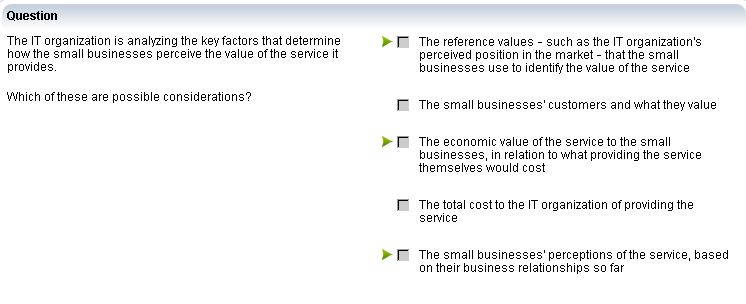 Question
The IT organization is analyzing the key factors that determine
how the small businesses perceive the value of the service it
provides.
Which of these are possible considerations?
The reference values - such as the IT organization's
perceived position in the market - that the small
businesses use to identify the value of the service
The small businesses' customers and what they value
The economic value of the service to the small
businesses, in relation to what providing the service
themselves would cost
The total cost to the IT organization of providing the
service
The small businesses' perceptions of the service, based
on their business relationships so far